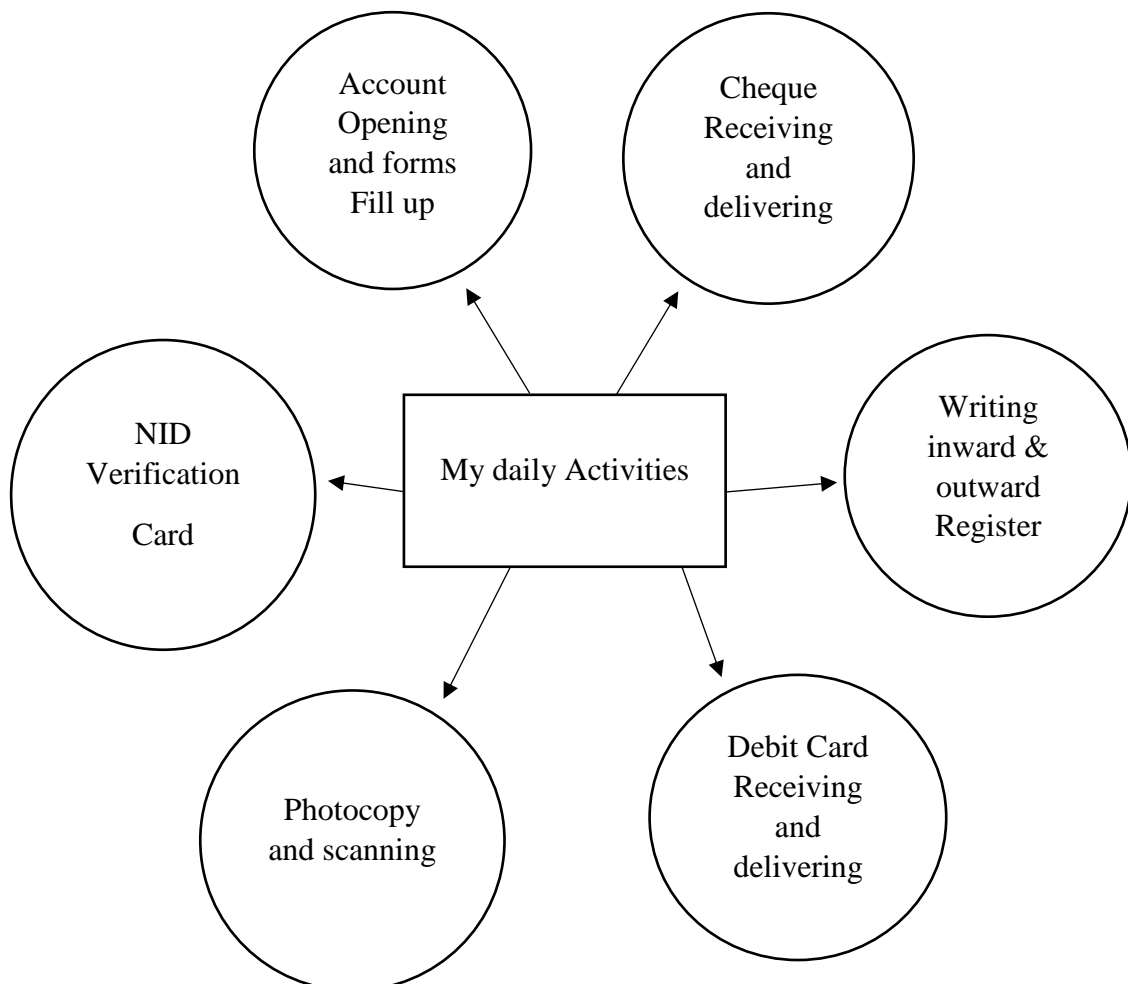 Account
Opening
and forms
Fill up
Cheque
Receiving
and
delivering
NID
Verification
Card
My daily Activities
Writing
inward &
outward
Register
Photocopy
and scanning
Debit Card
Receiving
and
delivering